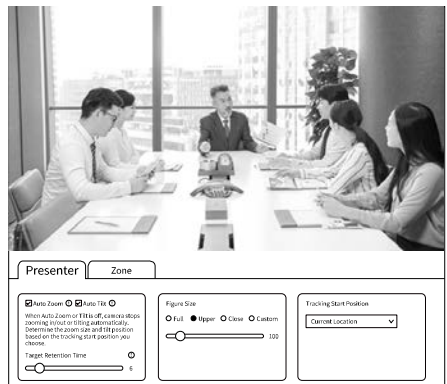 Presenter
Zone
Auto Zoom Auto Tilt
When Auto Zoom or Tilt is off, camera stops
zooming in/out or tilting automatically.
Determine the zoom size and tilt position
based on the tracking start position you
choose.
Target Retention Time
6
Figure Size
Full Upper Close Custom
100
Tracking Start Position
Current Location